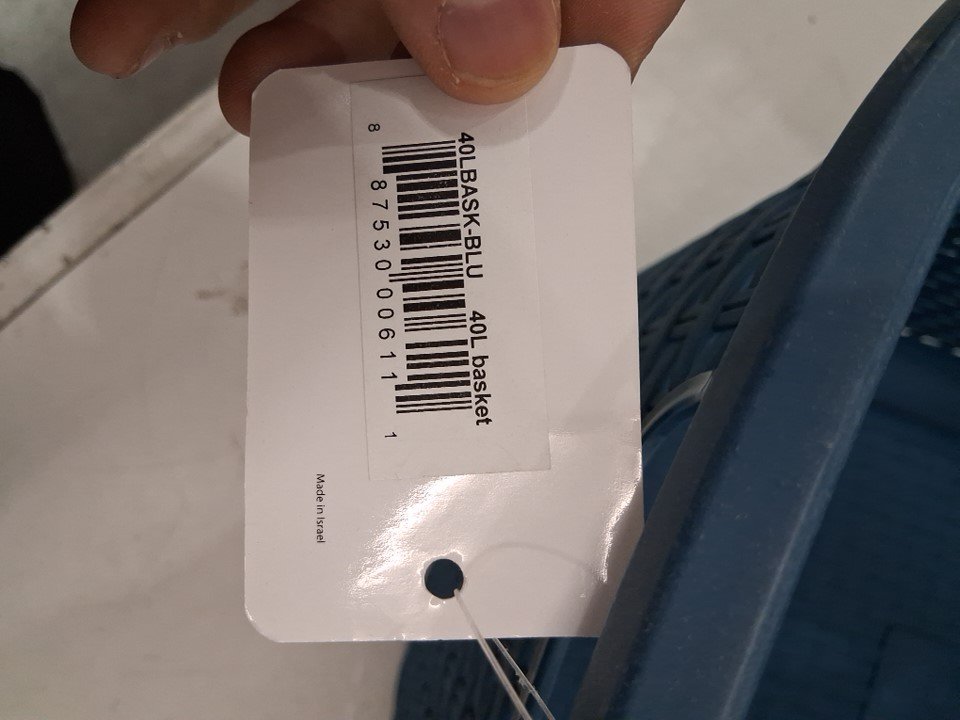 40LBASK-BLU 40L basket
8 87530 00611 1
Made in Israel